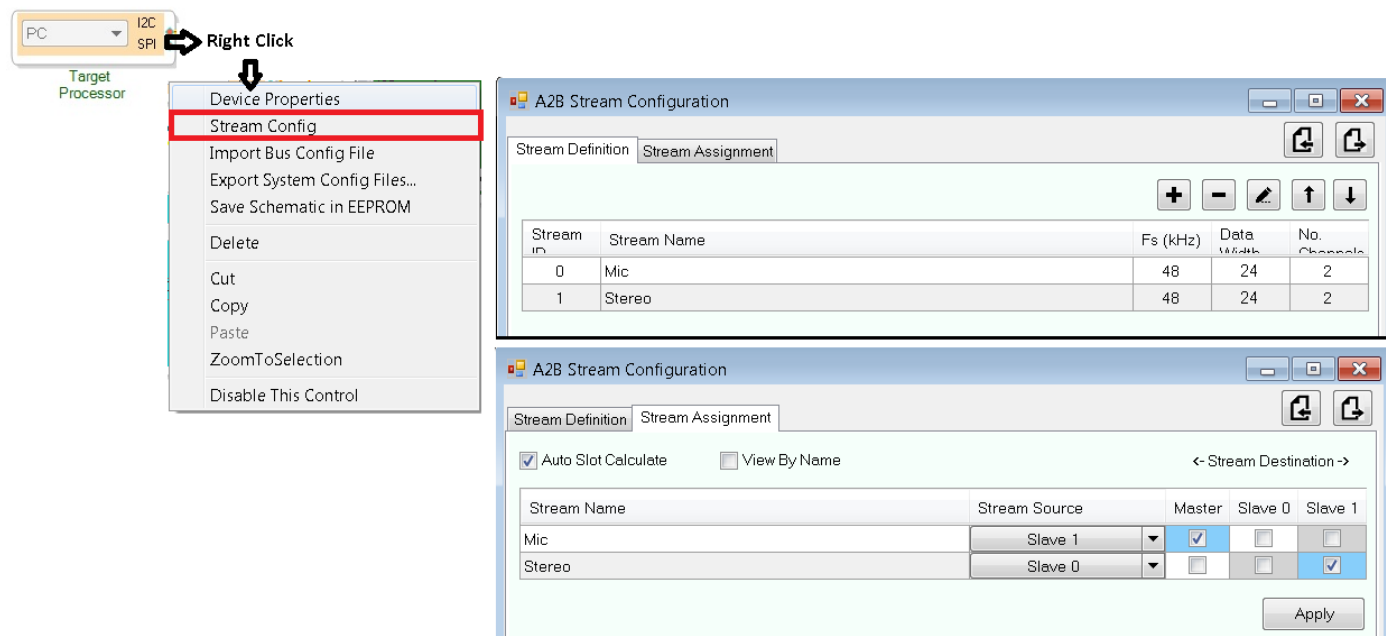 PC
I2C
SPI
Right Click
Target
Processor
Device Properties
Stream Config
Import Bus Config File
Export System Config Files...
Save Schematic in EEPROM
Delete
Cut
Copy
Paste
ZoomToSelection
Disable This Control
A2B Stream Configuration
Stream Definition Stream Assignment
Stream ID Stream Name Fs (kHz) Data Width No. Channels
0 Mic 48 24 2
1 Stereo 48 24 2
A2B Stream Configuration
Stream Definition Stream Assignment
Auto Slot Calculate View By Name <- Stream Destination ->
Stream Name Stream Source Master Slave 0 Slave 1
Mic Slave 1
Stereo Slave 0
Apply